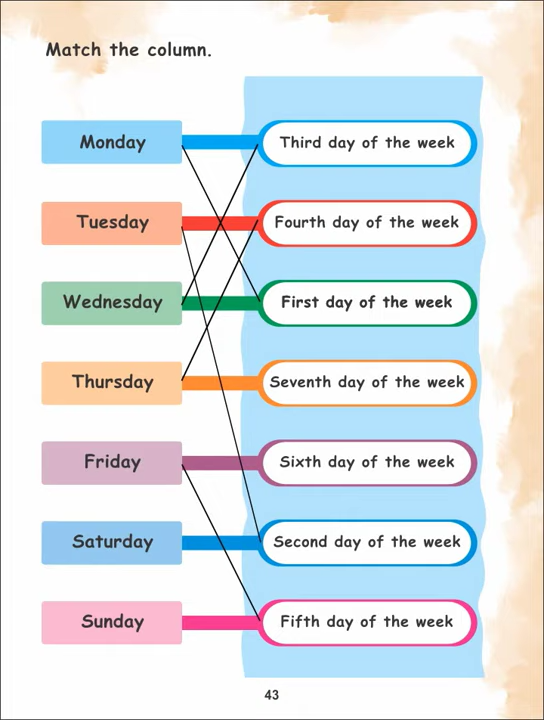 Match the column.
Monday
Third day of the week
Tuesday
Fourth day of the week
Wednesday
First day of the week
Thursday
Seventh day of the week
Friday
Sixth day of the week
Saturday
Second day of the week
Sunday
Fifth day of the week
43